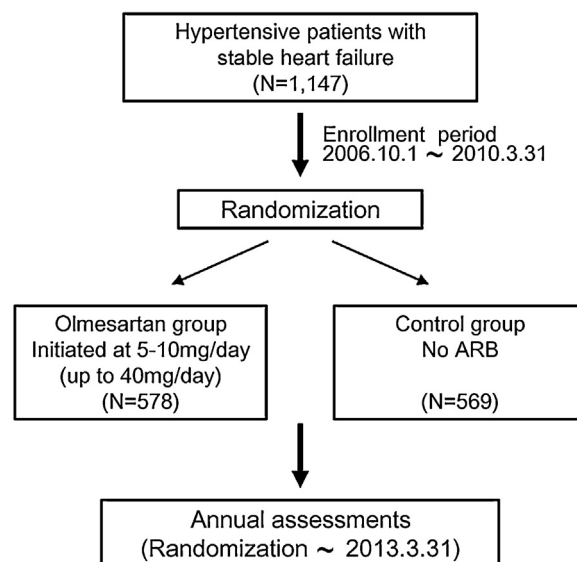 Hypertensive patients with
stable heart failure
(N=1,147)
Enrollment period
2006.10.1 ~ 2010.3.31
Randomization
Olmesartan group
Initiated at 5-10mg/day
(up to 40mg/day)
(N=578)
Control group
No ARB
(N=569)
Annual assessments
(Randomization ~ 2013.3.31)